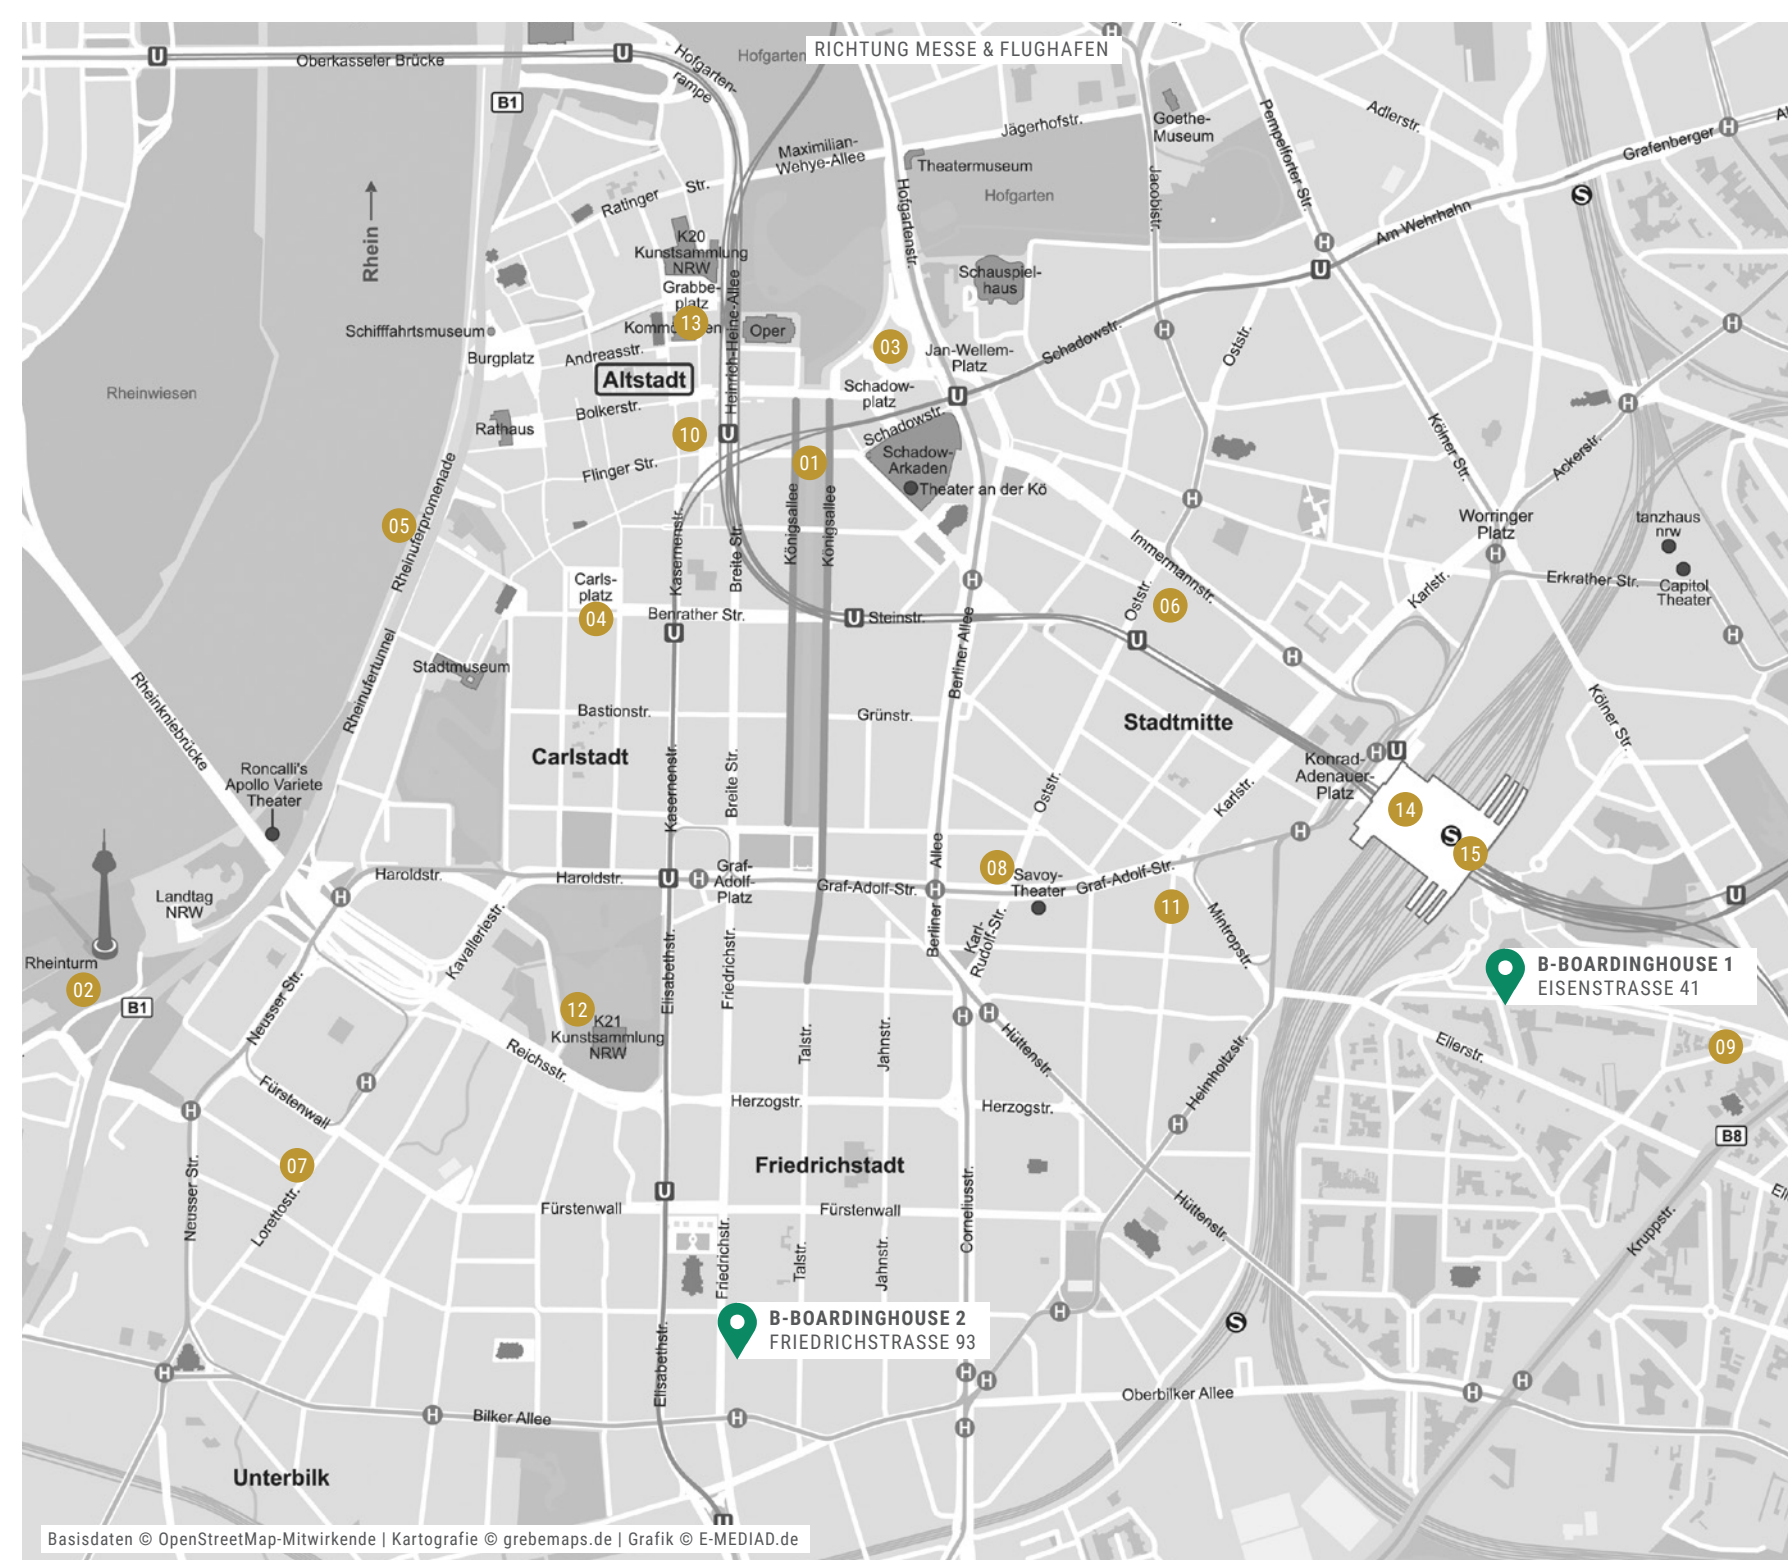 RICHTUNG MESSE & FLUGHAFEN
U
U
H
Oberkasseler Brücke
Hofgarten-
rampe
Hofgarten
B1
Rhein
Maximilian-
Wehye-Allee
Jägerhofstr.
Goethe-
Museum
Adlerstr.
Grafenberger
H
Theatermuseum
Hofgarten
Hofgartenstr.
Jacobistr.
Pempelforter Str.
S
Am Wehrhahn
H
U
Ratinger
Str.
K20
Kunstsammlung
NRW
Grabbe-
platz
13
Oper
Heinrich-Heine-Allee
Schauspiel-
haus
Schifffahrtsmuseum
Burgplatz
Andreasstr.
Altstadt
03
Jan-Wellem-
Platz
Schadowstr.
H
Oststr.
H
Rheinwiesen
Schadow-
platz
U
Bolkerstr.
Rathaus
10
U
Schadowstr.
Schadow-
Arkaden
Theater an der Kö
01
Flinger Str.
Kölner Str.
Ackerstr.
H
05
Rheinuferpromenade
Königsallee
Königsallee
Kasernenstr.
Breite Str.
H
Worringer
Platz
H
tanzhaus
nrw
Capitol
Theater
Erkrather Str.
Immermannstr.
Karlstr.
Carls-
platz
04
Benrather Str.
U
U
Steinstr.
H
Berliner Allee
Oststr.
06
U
H
H
Stadtmuseum
Rheinufertunnel
Rheinkniebrücke
Bastionstr.
Grünstr.
Stadtmitte
Kölner Str.
Carlstadt
Kasernenstr.
Breite Str.
Oststr.
Karlstr.
Konrad-
Adenauer-
Platz
H
U
14
S
15
Roncalli's
Apollo Variete
Theater
H
Landtag
NRW
Haroldstr.
Haroldstr.
U
H
Graf-
Adolf-
Platz
Graf-Adolf-Str.
H
Berliner
Allee
08
Savoy-
Theater
Graf-Adolf-Str.
11
Mintropstr.
U
H
Rheinturm
02
B1
Neusser Str.
Kavalleriestr.
Elisabethstr.
Friedrichstr.
Karl-
Rudolf-Str.
B-BOARDINGHOUSE 1
EISENSTRASSE 41
12
K21
Kunstsammlung
NRW
Reichsstr.
Talstr.
Jahnstr.
H
H
Hüttenstr.
Helmholtzstr.
Ellerstr.
09
Fürstenwall
H
H
Herzogstr.
Herzogstr.
H
B8
07
Lorettostr.
Neusser Str.
Friedrichstadt
U
Fürstenwall
Fürstenwall
Corneliusstr.
Hüttenstr.
Kruppstr.
Friedrichstr.
Talstr.
Jahnstr.
B-BOARDINGHOUSE 2
FRIEDRICHSTRASSE 93
H
S
Elisabethstr.
H
H
H
Oberbilker Allee
H
H
H
Bilker Allee
H
H
Unterbilk
Basisdaten © OpenStreetMap-Mitwirkende | Kartografie © grebemaps.de | Grafik © E-MEDIAD.de